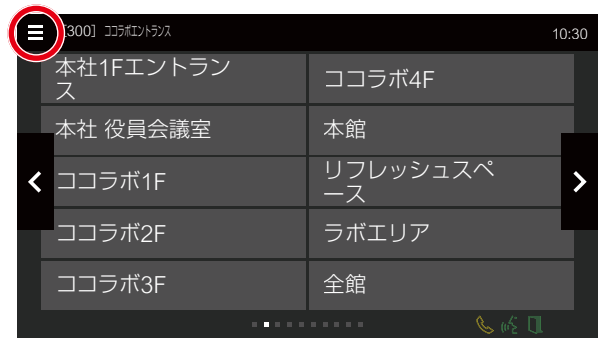 [300] ココラボエントランス
10:30
本社1Fエントラン
ス
ココラボ4F
本社 役員会議室
本館
ココラボ1F
リフレッシュスペ
ース
ココラボ2F
ラボエリア
ココラボ3F
全館